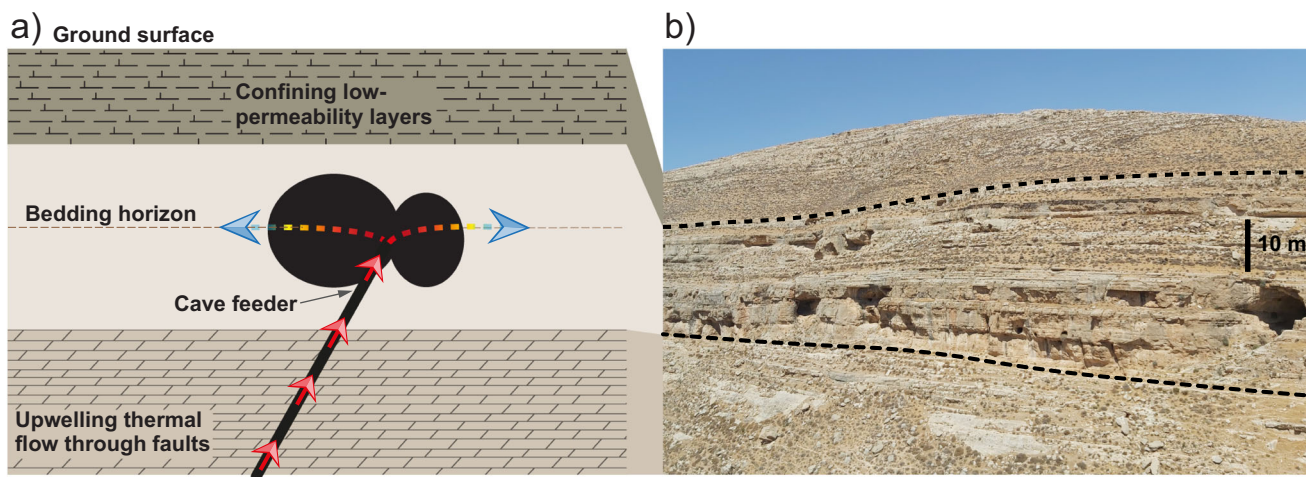 a)
Ground surface
Confining low-
permeability layers
Bedding horizon
Cave feeder
Upwelling thermal
flow through faults
b)
10 m